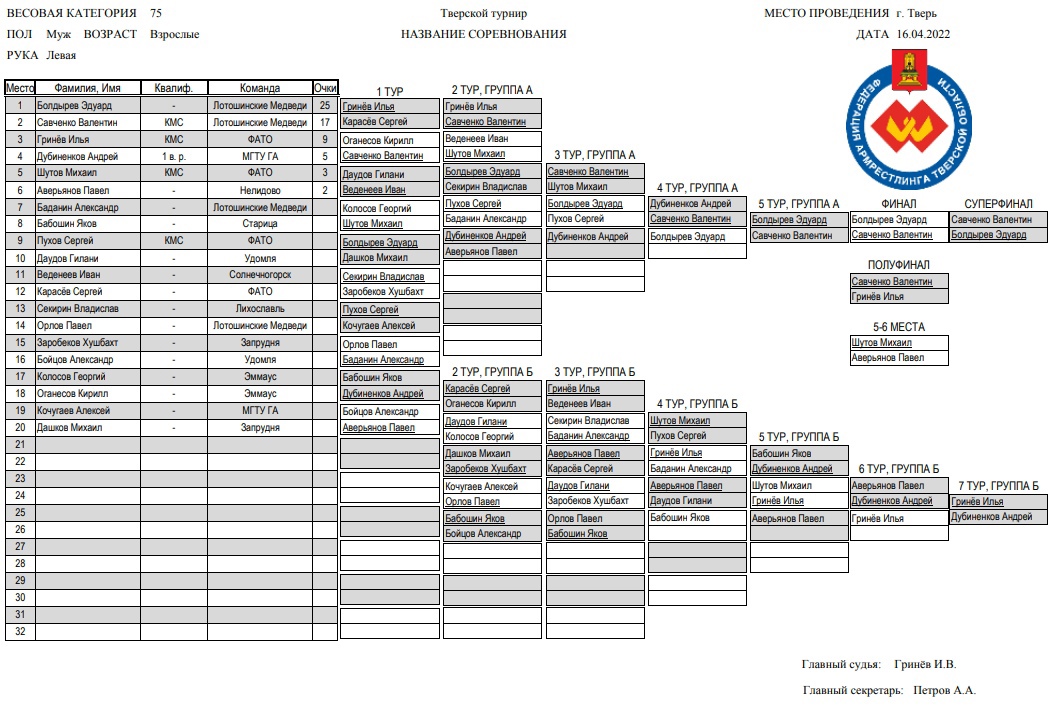 ВЕСОВАЯ КАТЕГОРИЯ 75 Тверской турнир МЕСТО ПРОВЕДЕНИЯ г. Тверь
ПОЛ Муж ВОЗРАСТ Взрослые НАЗВАНИЕ СОРЕВНОВАНИЯ ДАТА 16.04.2022
РУКА Левая
ФЕДЕРАЦИЯ АРМРЕСТЛИНГА ТВЕРСКОЙ ОБЛАСТИ
Место Фамилия, Имя Квалиф. Команда Очки
1 Болдырев Эдуард - Лотошинские Медведи 25
2 Савченко Валентин КМС Лотошинские Медведи 17
3 Гринёв Илья КМС ФАТО 9
4 Дубиненков Андрей 1 в. р. МГТУ ГА 5
5 Шутов Михаил КМС ФАТО 3
6 Аверьянов Павел - Нелидово 2
7 Баданин Александр - Лотошинские Медведи
8 Бабошин Яков - Старица
9 Пухов Сергей КМС ФАТО
10 Даудов Гилани - Удомля
11 Веденеев Иван - Солнечногорск
12 Карасёв Сергей - ФАТО
13 Секирин Владислав - Лихославль
14 Орлов Павел - Лотошинские Медведи
15 Заробеков Хушбахт - Запрудня
16 Бойцов Александр - Удомля
17 Колосов Георгий - Эммаус
18 Оганесов Кирилл - Эммаус
19 Кочугаев Алексей - МГТУ ГА
20 Дашков Михаил - Запрудня
21
22
23
24
25
26
27
28
29
30
31
32
1 ТУР
Гринёв Илья
Карасёв Сергей
Оганесов Кирилл
Савченко Валентин
Даудов Гилани
Веденеев Иван
Колосов Георгий
Шутов Михаил
Болдырев Эдуард
Дашков Михаил
Секирин Владислав
Заробеков Хушбахт
Пухов Сергей
Кочугаев Алексей
Орлов Павел
Баданин Александр
Бабошин Яков
Дубиненков Андрей
Бойцов Александр
Аверьянов Павел
2 ТУР, ГРУППА А
Гринёв Илья
Савченко Валентин
Веденеев Иван
Шутов Михаил
Болдырев Эдуард
Секирин Владислав
Пухов Сергей
Баданин Александр
Дубиненков Андрей
Аверьянов Павел
3 ТУР, ГРУППА А
Савченко Валентин
Шутов Михаил
Болдырев Эдуард
Пухов Сергей
Дубиненков Андрей
4 ТУР, ГРУППА А
Дубиненков Андрей
Савченко Валентин
Болдырев Эдуард
5 ТУР, ГРУППА А
Болдырев Эдуард
Савченко Валентин
ФИНАЛ
Болдырев Эдуард
Савченко Валентин
СУПЕРФИНАЛ
Савченко Валентин
Болдырев Эдуард
ПОЛУФИНАЛ
Савченко Валентин
Гринёв Илья
5-6 МЕСТА
Шутов Михаил
Аверьянов Павел
2 ТУР, ГРУППА Б
Карасёв Сергей
Оганесов Кирилл
Даудов Гилани
Колосов Георгий
Дашков Михаил
Заробеков Хушбахт
Кочугаев Алексей
Орлов Павел
Бабошин Яков
Бойцов Александр
3 ТУР, ГРУППА Б
Гринёв Илья
Веденеев Иван
Секирин Владислав
Баданин Александр
Аверьянов Павел
Карасёв Сергей
Даудов Гилани
Заробеков Хушбахт
Орлов Павел
Бабошин Яков
4 ТУР, ГРУППА Б
Шутов Михаил
Пухов Сергей
Гринёв Илья
Баданин Александр
Аверьянов Павел
Даудов Гилани
Бабошин Яков
5 ТУР, ГРУППА Б
Бабошин Яков
Дубиненков Андрей
Шутов Михаил
Гринёв Илья
Аверьянов Павел
6 ТУР, ГРУППА Б
Аверьянов Павел
Дубиненков Андрей
Гринёв Илья
7 ТУР, ГРУППА Б
Гринёв Илья
Дубиненков Андрей
Главный судья: Гринёв И.В.
Главный секретарь: Петров А.А.